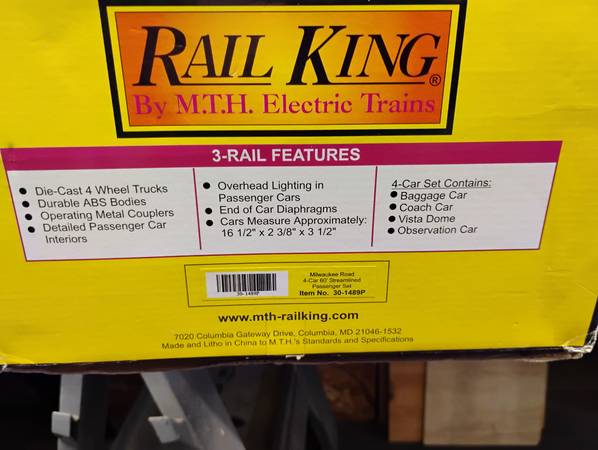 RAIL KING®
By M.T.H. Electric Trains
3-RAIL FEATURES
• Die-Cast 4 Wheel Trucks
• Durable ABS Bodies
• Operating Metal Couplers
• Detailed Passenger Car
Interiors
• Overhead Lighting in
Passenger Cars
• End of Car Diaphragms
• Cars Measure Approximately:
16 1/2" x 2 3/8" x 3 1/2"
4-Car Set Contains:
• Baggage Car
• Coach Car
• Vista Dome
• Observation Car
30-1489P
Milwaukee Road
4-Car 60' Streamlined
Passenger Set
Item No. 30-1489P
www.mth-railking.com
7020 Columbia Gateway Drive, Columbia, MD 21046-1532
Made and Litho in China to M.T.H.'s Standards and Specifications